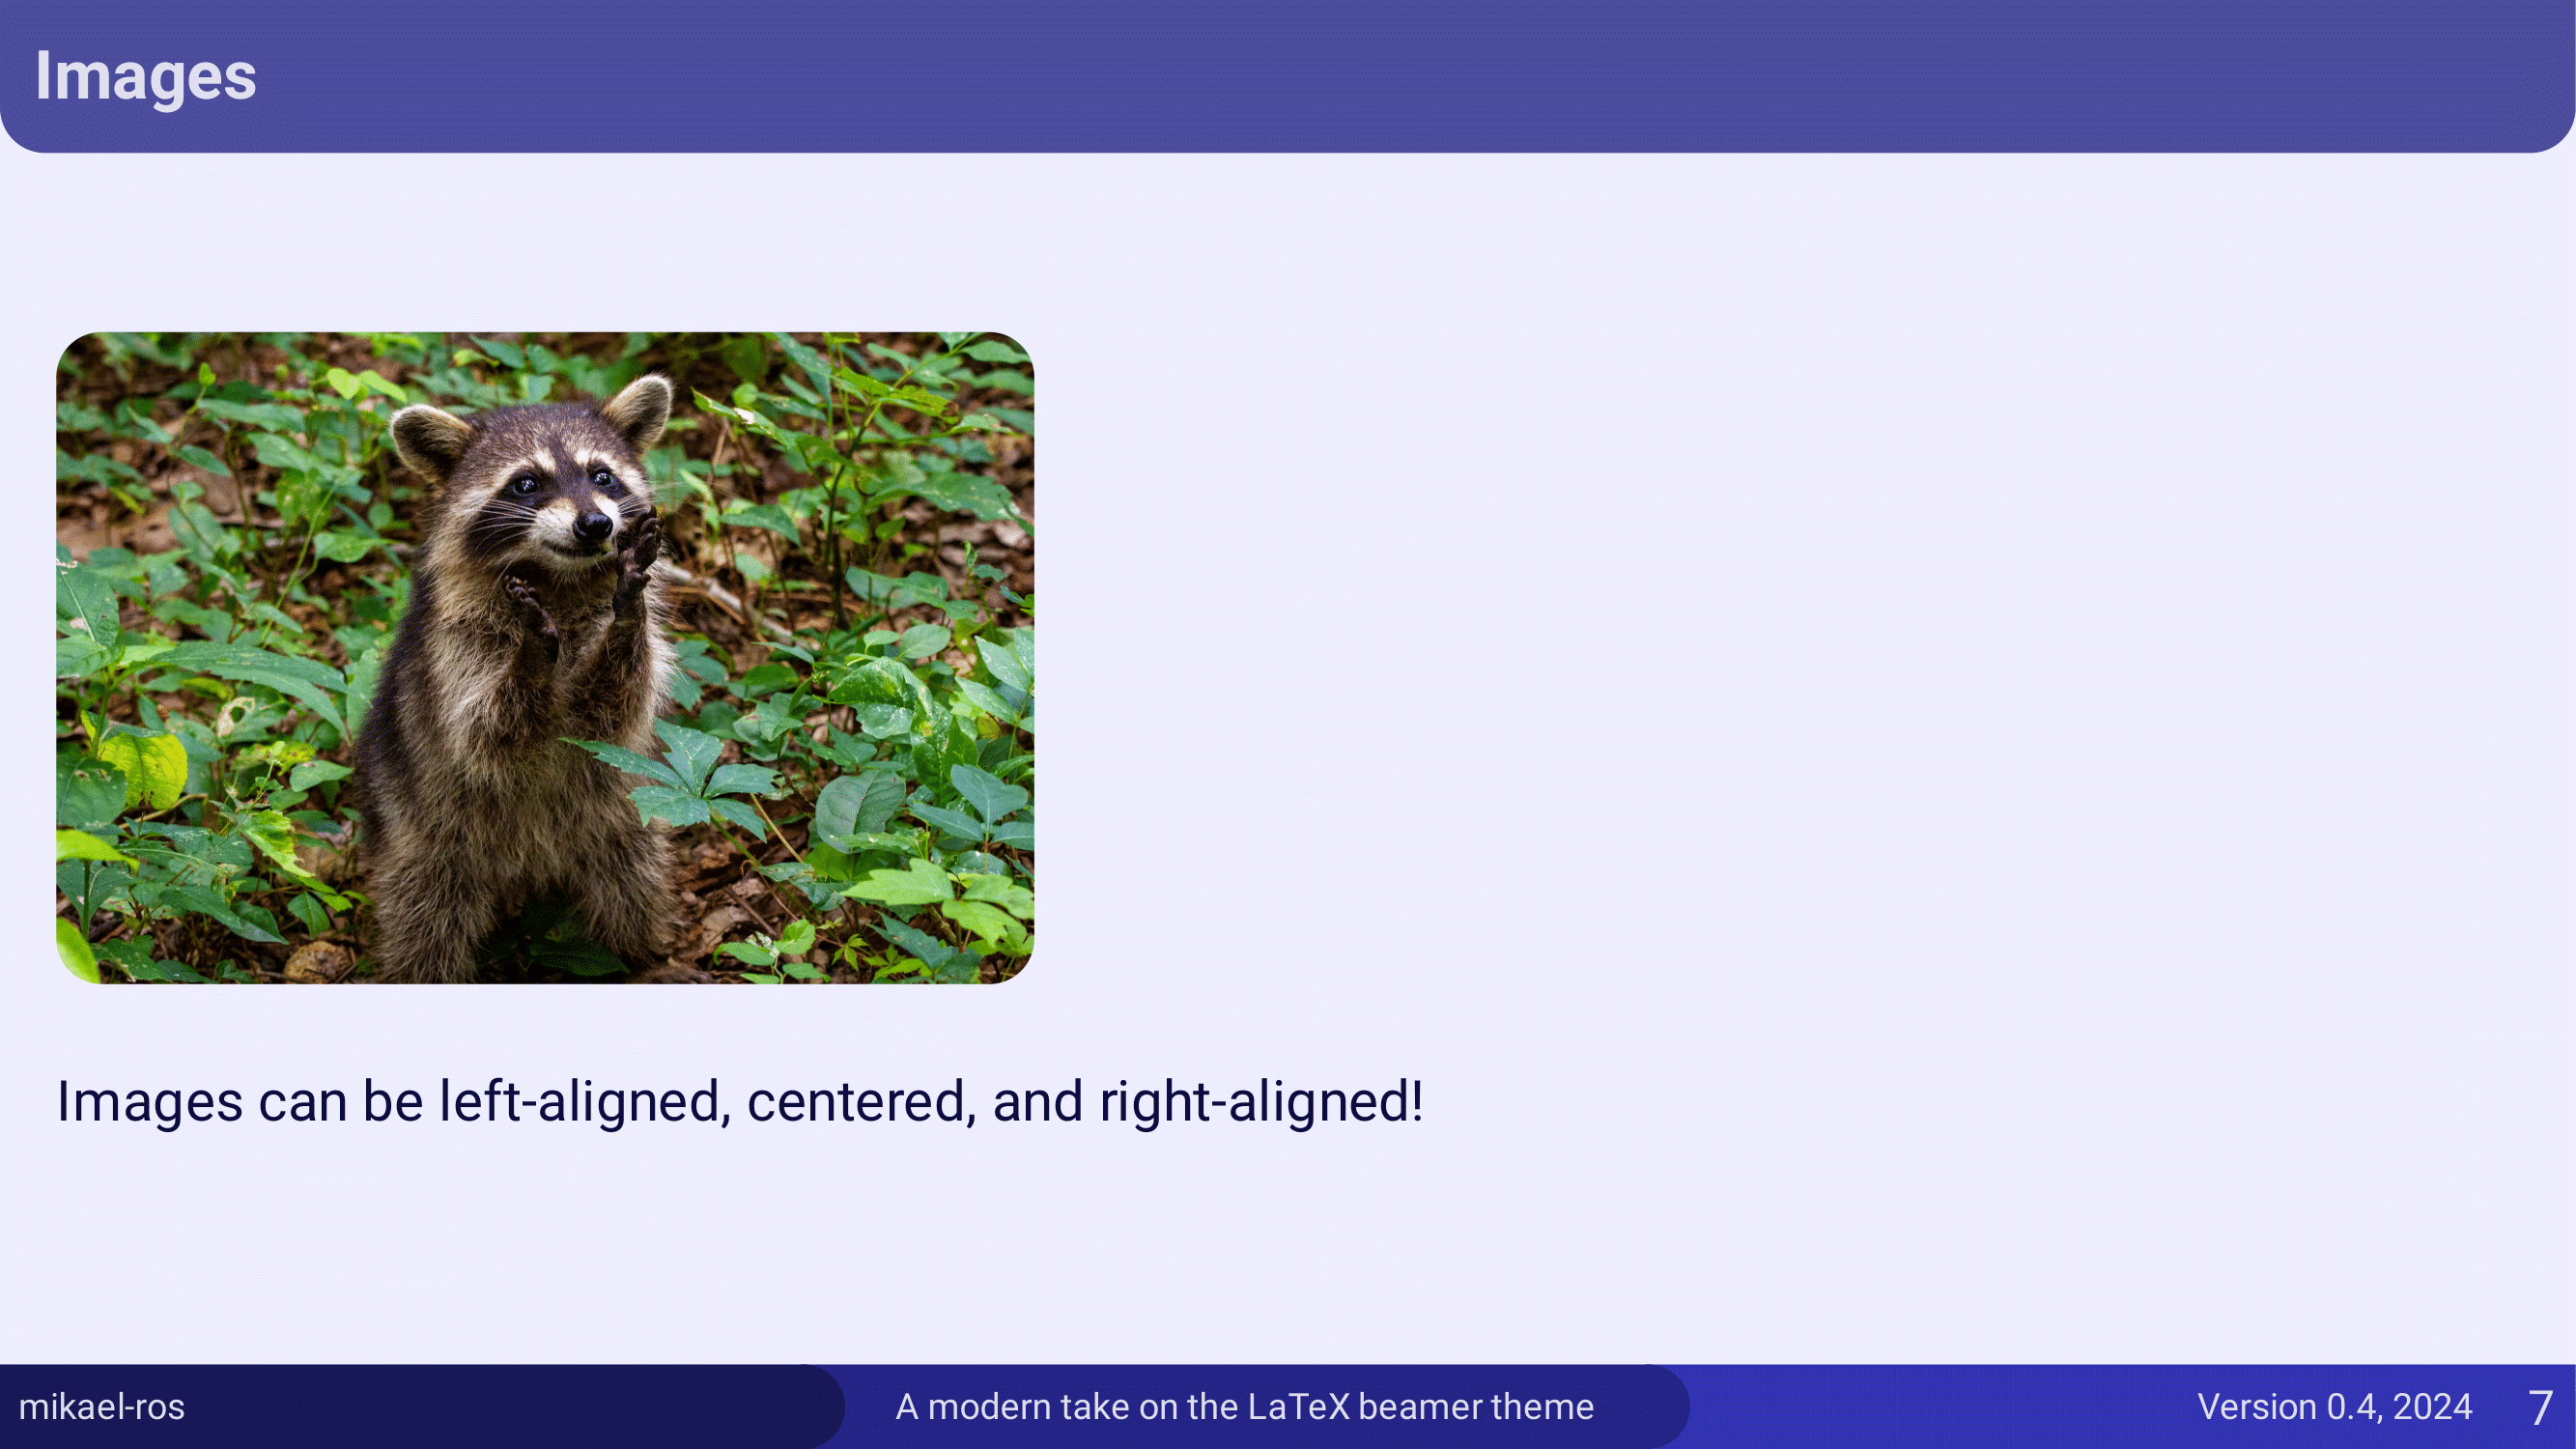 Images
Images can be left-aligned, centered, and right-aligned!
mikael-ros
A modern take on the LaTeX beamer theme
Version 0.4, 2024
7